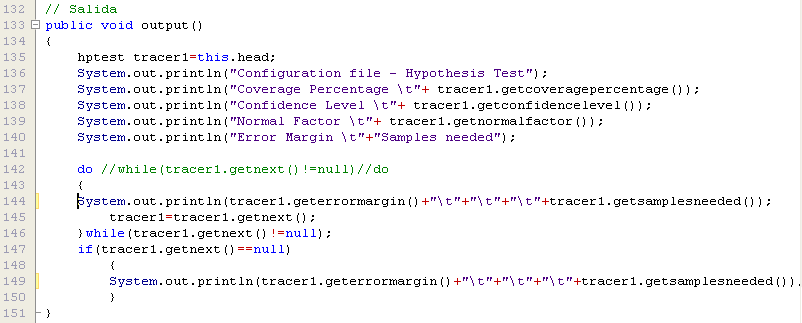 132 // Salida
133 public void output()
134 {
135 hptest tracer1=this.head;
136 System.out.println("Configuration file - Hypothesis Test");
137 System.out.println("Coverage Percentage \t"+ tracer1.getcoveragepercentage());
138 System.out.println("Confidence Level \t"+ tracer1.getconfidencelevel());
139 System.out.println("Normal Factor \t"+ tracer1.getnormalfactor());
140 System.out.println("Error Margin \t"+"Samples needed");
141
142 do //while(tracer1.getnext()!=null)//do
143 {
144 System.out.println(tracer1.geterrormargin()+"\t"+"\t"+"\t"+tracer1.getsamplesneeded());
145 tracer1=tracer1.getnext();
146 }while(tracer1.getnext()!=null);
147 if(tracer1.getnext()==null)
148 {
149 System.out.println(tracer1.geterrormargin()+"\t"+"\t"+"\t"+tracer1.getsamplesneeded())
150 }
151 }